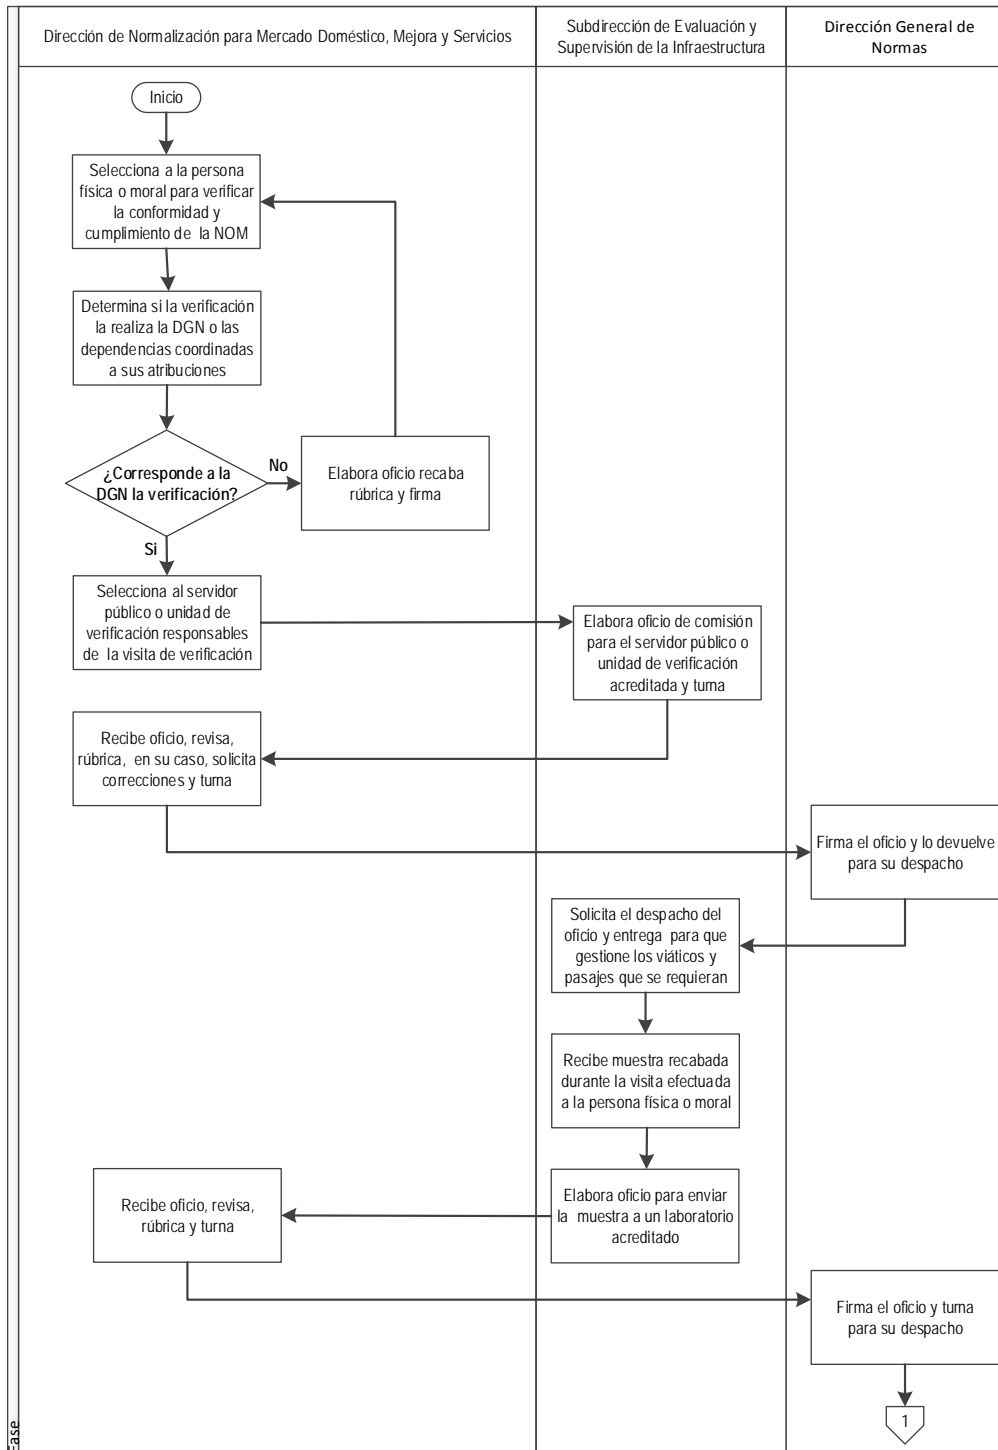 Dirección de Normalización para Mercado Doméstico, Mejora y Servicios
Subdirección de Evaluación y
Supervisión de la Infraestructura
Dirección General de
Normas
Inicio
Selecciona a la persona
física o moral para verificar
la conformidad y
cumplimiento de la NOM
Determina si la verificación
la realiza la DGN o las
dependencias coordinadas
a sus atribuciones
¿Corresponde a la
DGN la verificación?
No
Elabora oficio recaba
rúbrica y firma
Si
Selecciona al servidor
público o unidad de
verificación responsables
de la visita de verificación
Elabora oficio de comisión
para el servidor público o
unidad de verificación
acreditada y turna
Recibe oficio, revisa,
rúbrica, en su caso, solicita
correcciones y turna
Firma el oficio y lo devuelve
para su despacho
Solicita el despacho del
oficio y entrega para que
gestione los viáticos y
pasajes que se requieran
Recibe muestra recabada
durante la visita efectuada
a la persona física o moral
Elabora oficio para enviar
la muestra a un laboratorio
acreditado
Recibe oficio, revisa,
rúbrica y turna
Firma el oficio y turna
para su despacho
1
Fase